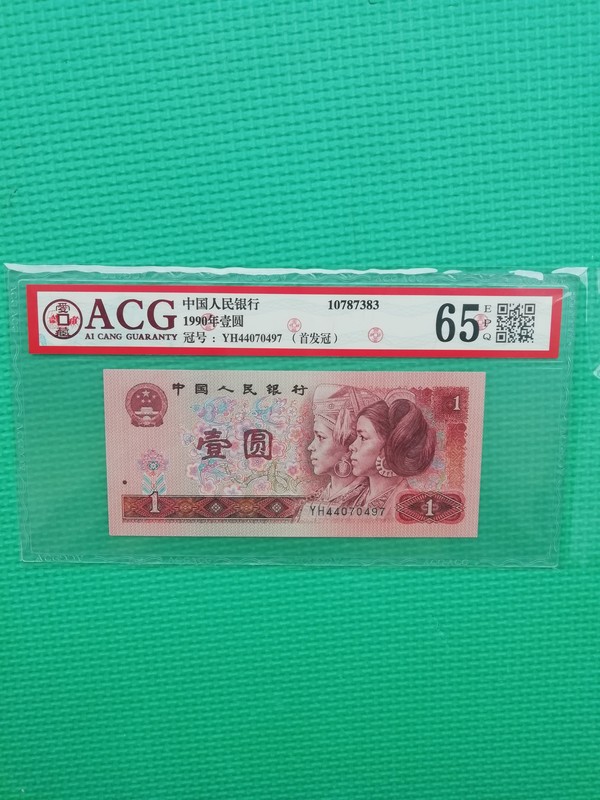 ACG
AI CANG GUARANTY
中国人民银行 10787383
1990年壹圆
冠号：YH44070497 （首发冠）
65 EPQ
中国人民银行
1
壹圆
1
YH44070497
1